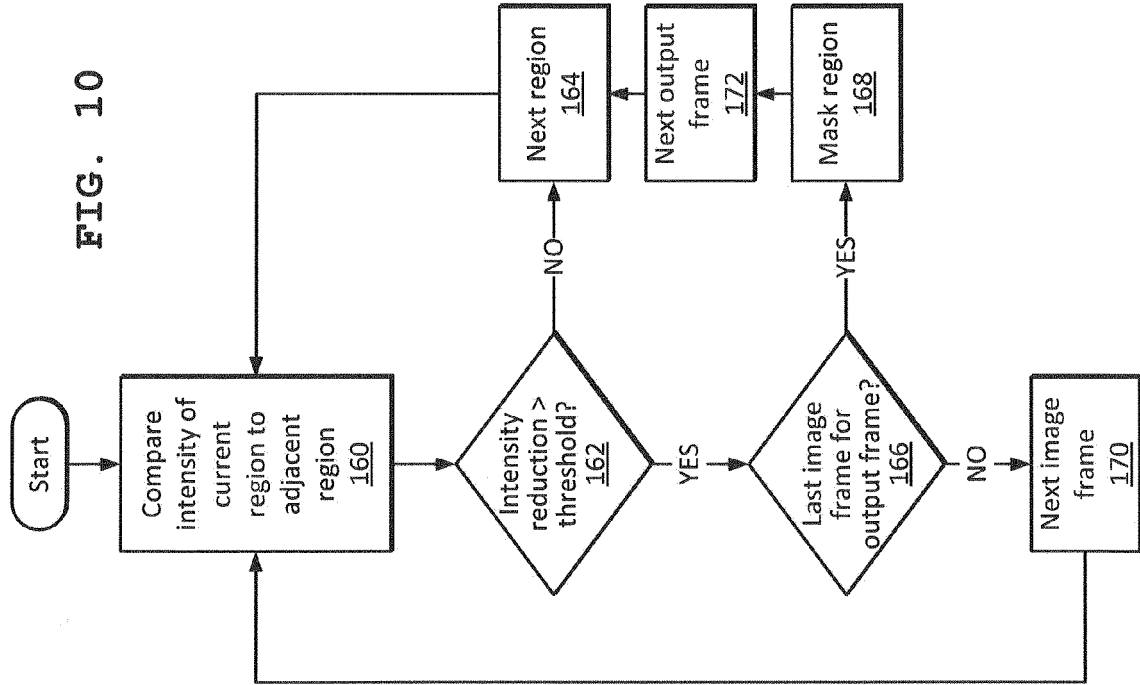 FIG. 10
Start
Compare
intensity of
current
region to
adjacent
region
160
Intensity
reduction >
threshold?
162
NO
Next region
164
YES
Last image
frame for
output frame?
166
YES
Mask region
168
Next output
frame
172
NO
Next image
frame
170